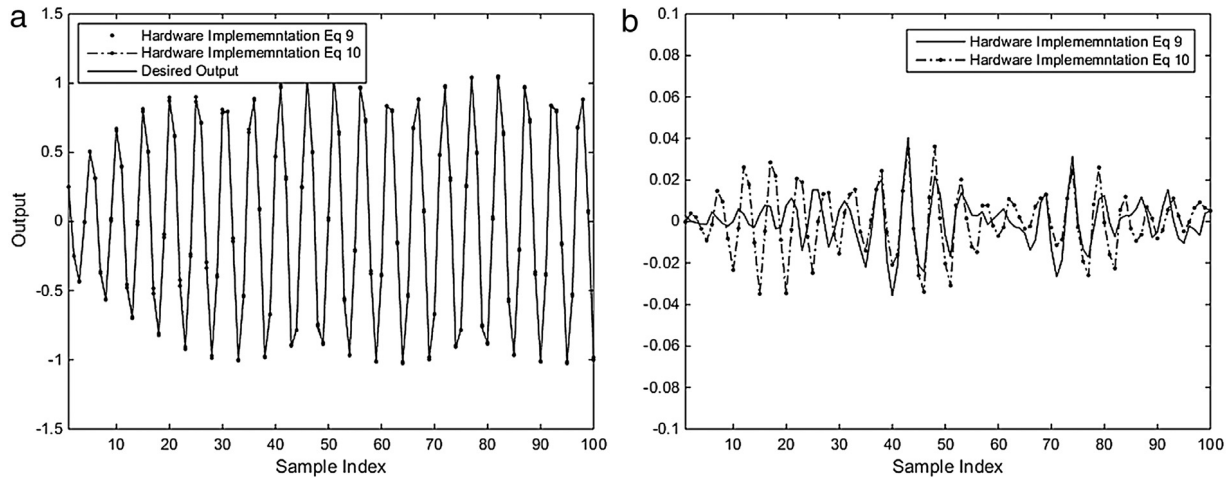 a
1.5
1
0.5
0
-0.5
-1
-1.5
Output
Hardware Implememntation Eq 9
Hardware Implememntation Eq 10
Desired Output
10 20 30 40 50 60 70 80 90 100
Sample Index
b
0.1
0.08
0.06
0.04
0.02
0
-0.02
-0.04
-0.06
-0.08
-0.1
Hardware Implememntation Eq 9
Hardware Implememntation Eq 10
10 20 30 40 50 60 70 80 90 100
Sample Index